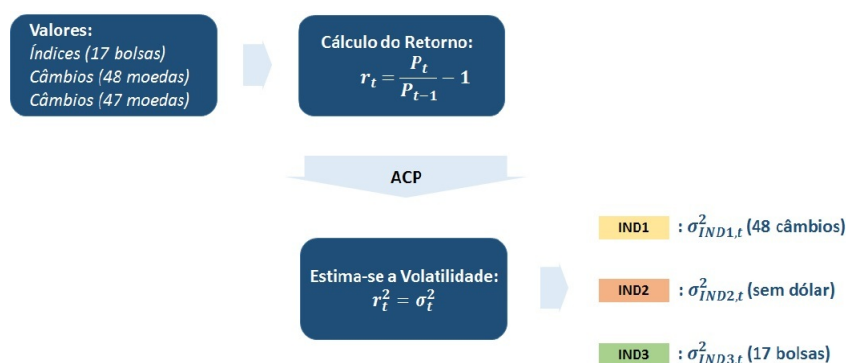 Valores:
Índices (17 bolsas)
Câmbios (48 moedas)
Câmbios (47 moedas)
Cálculo do Retorno:
r_t = P_t / P_{t-1} − 1
ACP
Estima-se a Volatilidade:
r_t^2 = σ_t^2
IND1 : σ^2_{IND1,t} (48 câmbios)
IND2 : σ^2_{IND2,t} (sem dólar)
IND3 : σ^2_{IND3,t} (17 bolsas)